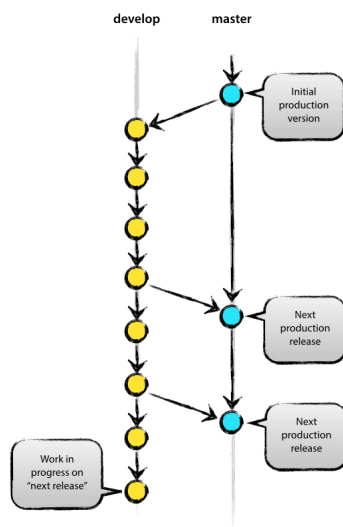 develop
master
Initial
production
version
Next
production
release
Next
production
release
Work in
progress on
“next release”